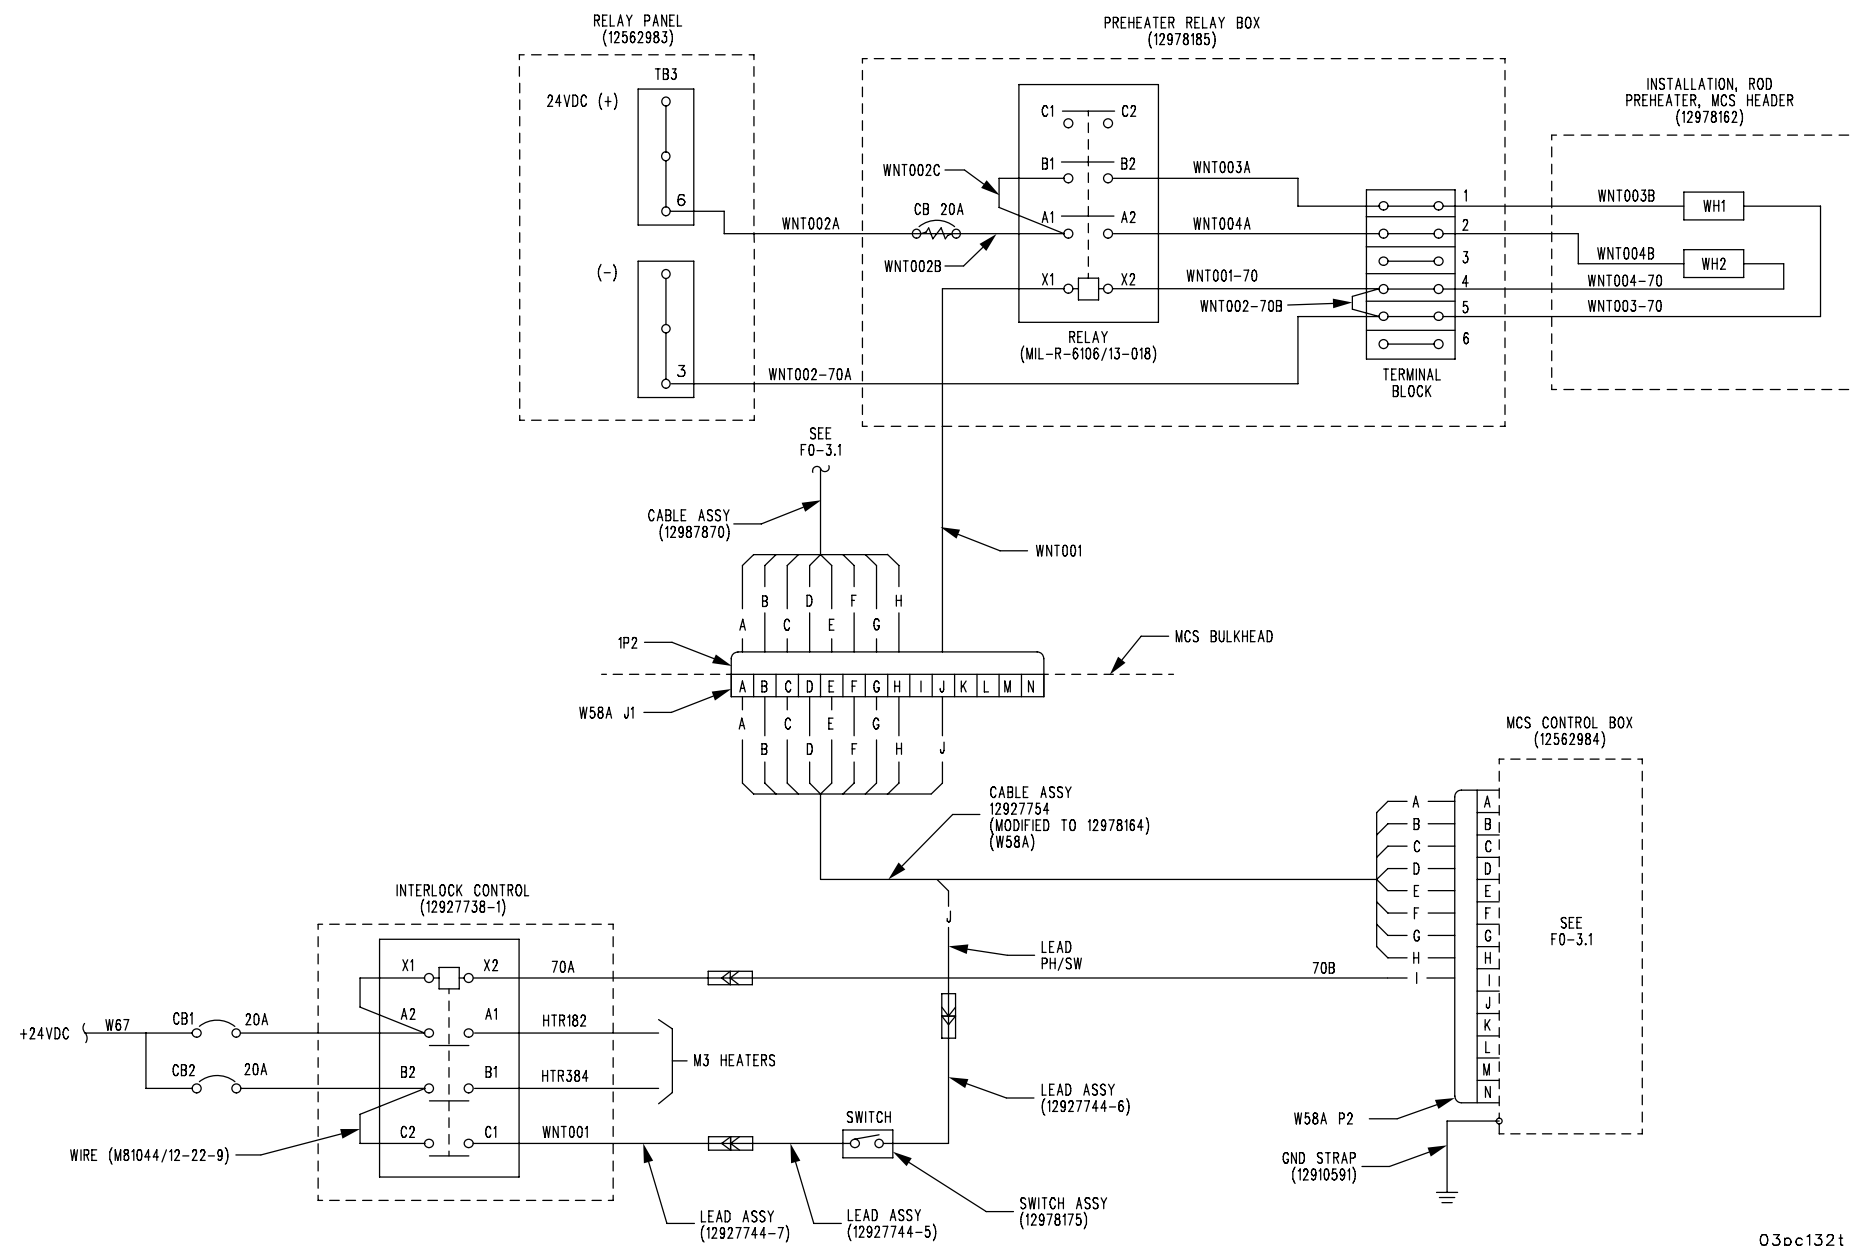 RELAY PANEL
(12562983)
TB3
24VDC (+)
6
(-)
3
WNT002A
WNT002-70A
PREHEATER RELAY BOX
(12978185)
C1
C2
B1
B2
A1
A2
X1
X2
WNT002C
CB 20A
WNT002B
WNT003A
WNT004A
WNT001-70
WNT002-70B
RELAY
(MIL-R-6106/13-018)
1
2
3
4
5
6
TERMINAL
BLOCK
INSTALLATION, ROD
PREHEATER, MCS HEADER
(12978162)
WNT003B
WH1
WNT004B
WH2
WNT004-70
WNT003-70
SEE
FO-3.1
CABLE ASSY
(12987870)
WNT001
B
D
F
H
A
C
E
G
1P2
MCS BULKHEAD
A B C D E F G H I J K L M N
W58A J1
A
C
E
G
B
D
F
H
J
CABLE ASSY
12927754
(MODIFIED TO 12978164)
(W58A)
MCS CONTROL BOX
(12562984)
A
B
C
D
E
F
G
H
I
A
B
C
D
E
F
G
H
I
J
K
L
M
N
SEE
FO-3.1
W58A P2
GND STRAP
(12910591)
INTERLOCK CONTROL
(12927738-1)
X1
X2
70A
70B
A2
A1
HTR182
B2
B1
HTR384
C2
C1
WNT001
+24VDC
W67
CB1
20A
CB2
20A
M3 HEATERS
WIRE (M81044/12-22-9)
J
LEAD
PH/SW
LEAD ASSY
(12927744-6)
SWITCH
SWITCH ASSY
(12978175)
LEAD ASSY
(12927744-7)
LEAD ASSY
(12927744-5)
03pc132t